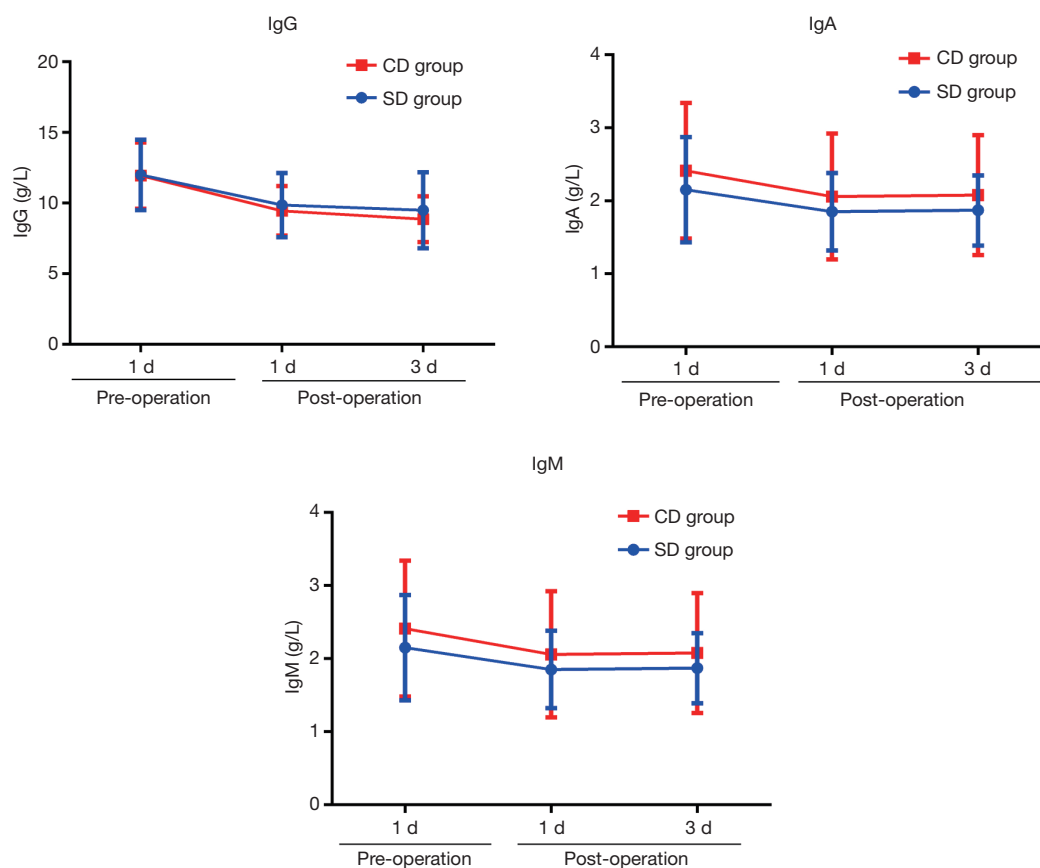 IgG
20
15
10
5
0
IgG (g/L)
CD group
SD group
1 d
1 d
3 d
Pre-operation
Post-operation
IgA
4
3
2
1
0
IgA (g/L)
CD group
SD group
1 d
1 d
3 d
Pre-operation
Post-operation
IgM
4
3
2
1
0
IgM (g/L)
CD group
SD group
1 d
1 d
3 d
Pre-operation
Post-operation